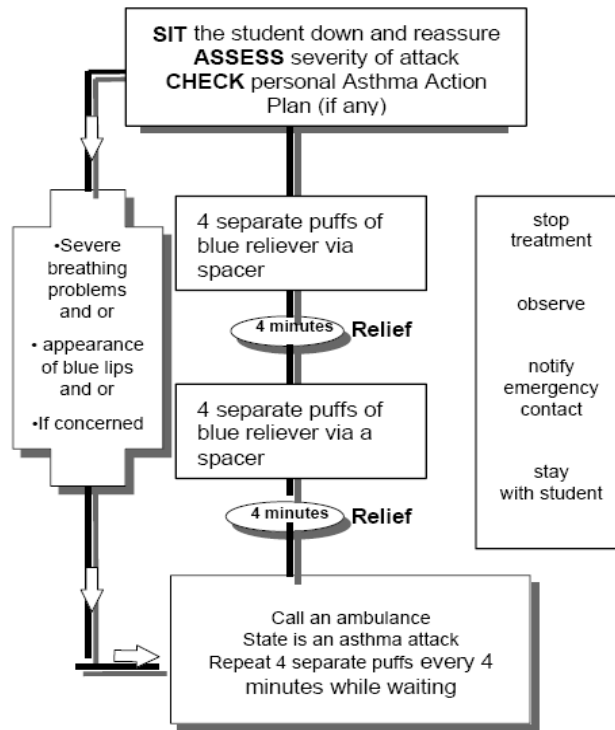 SIT the student down and reassure
ASSESS severity of attack
CHECK personal Asthma Action
Plan (if any)
•Severe
breathing
problems
and or
• appearance
of blue lips
and or
•If concerned
4 separate puffs of
blue reliever via
spacer
4 minutes Relief
4 separate puffs of
blue reliever via a
spacer
4 minutes Relief
stop
treatment
observe
notify
emergency
contact
stay
with student
Call an ambulance
State is an asthma attack
Repeat 4 separate puffs every 4
minutes while waiting